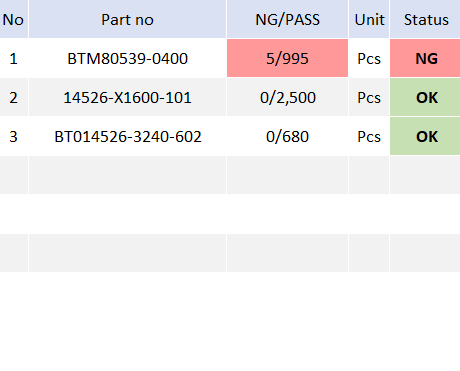 No Part no NG/PASS Unit Status
1 BTM80539-0400 5/995 Pcs NG
2 14526-X1600-101 0/2,500 Pcs OK
3 BT014526-3240-602 0/680 Pcs OK